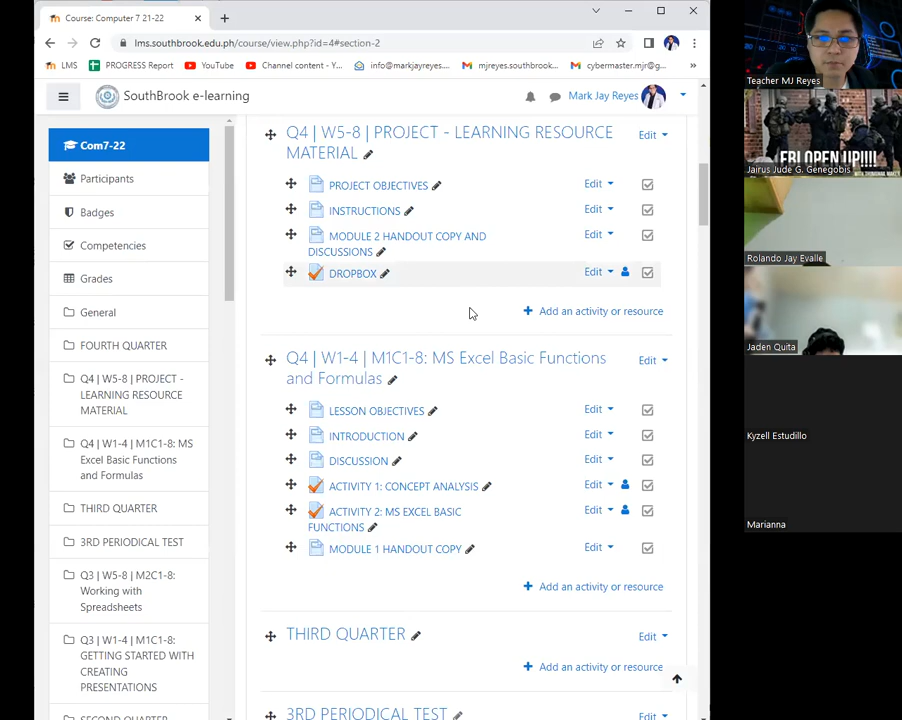 Course: Computer 7 21-22
lms.southbrook.edu.ph/course/view.php?id=4#section-2
LMS
PROGRESS Report
YouTube
Channel content - Y...
info@markjayreyes....
mjreyes.southbrook...
cybermaster.mjr@g...
SouthBrook e-learning
Mark Jay Reyes
Com7-22
Participants
Badges
Competencies
Grades
General
FOURTH QUARTER
Q4 | W5-8 | PROJECT -
LEARNING RESOURCE
MATERIAL
Q4 | W1-4 | M1C1-8: MS
Excel Basic Functions
and Formulas
THIRD QUARTER
3RD PERIODICAL TEST
Q3 | W5-8 | M2C1-8:
Working with
Spreadsheets
Q3 | W1-4 | M1C1-8:
GETTING STARTED WITH
CREATING
PRESENTATIONS
SECOND QUARTER
Q4 | W5-8 | PROJECT - LEARNING RESOURCE
MATERIAL
Edit
PROJECT OBJECTIVES
Edit
INSTRUCTIONS
Edit
MODULE 2 HANDOUT COPY AND
DISCUSSIONS
Edit
DROPBOX
Edit
Add an activity or resource
Q4 | W1-4 | M1C1-8: MS Excel Basic Functions
and Formulas
Edit
LESSON OBJECTIVES
Edit
INTRODUCTION
Edit
DISCUSSION
Edit
ACTIVITY 1: CONCEPT ANALYSIS
Edit
ACTIVITY 2: MS EXCEL BASIC
FUNCTIONS
Edit
MODULE 1 HANDOUT COPY
Edit
Add an activity or resource
THIRD QUARTER
Edit
Add an activity or resource
3RD PERIODICAL TEST
Edit
Teacher MJ Reyes
FBI OPEN UP!!!!
Jairus Jude G. Genegobis
Rolando Jay Evalle
Jaden Quita
Kyzell Estudillo
Marianna